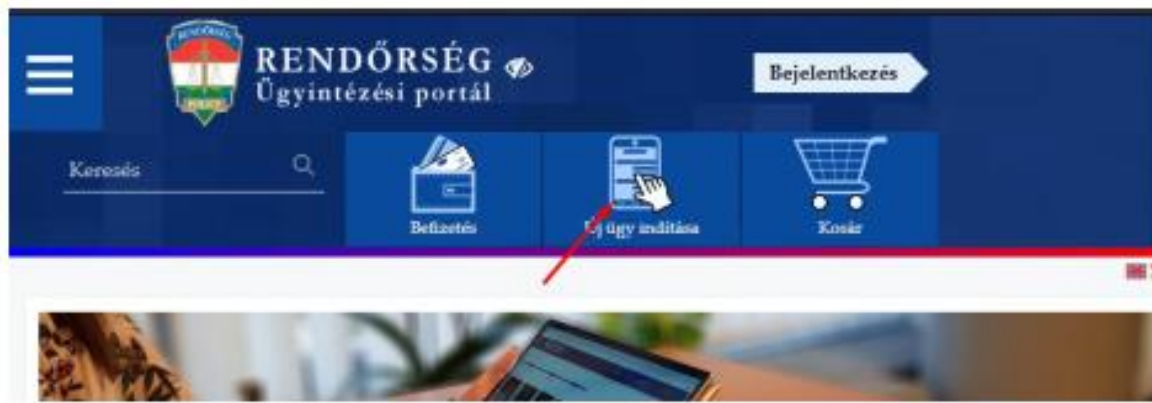 RENDŐRSÉG
Ügyintézési portál
Bejelentkezés
Keresés
Befizetés
Új ügy indítása
Kosár